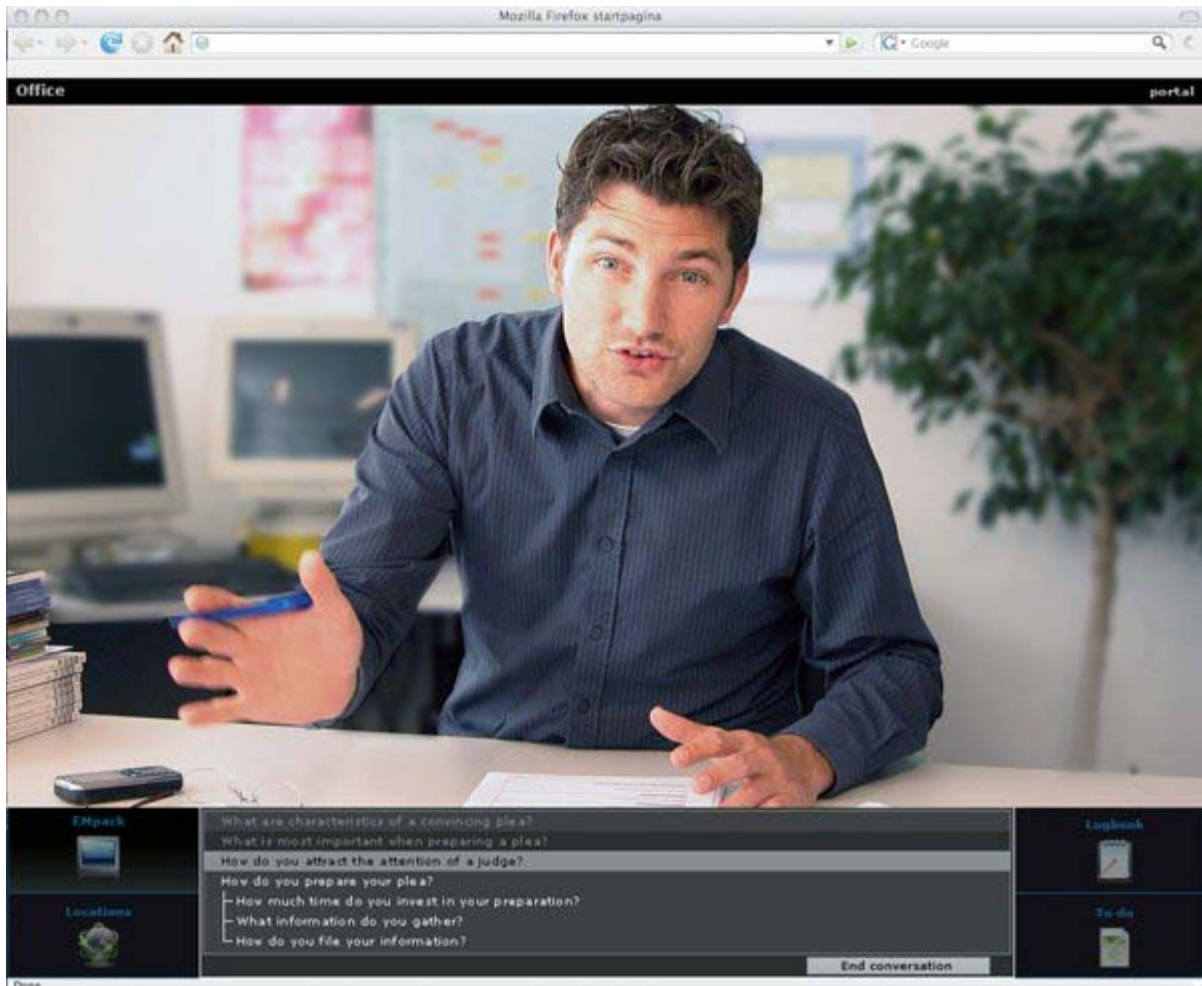 Mozilla Firefox startpagina
Google
Office
portal
EMpack
What are characteristics of a convincing plea?
What is most important when preparing a plea?
How do you attract the attention of a judge?
How do you prepare your plea?
How much time do you invest in your preparation?
What information do you gather?
How do you file your information?
Locations
Logbook
To do
End conversation
Done